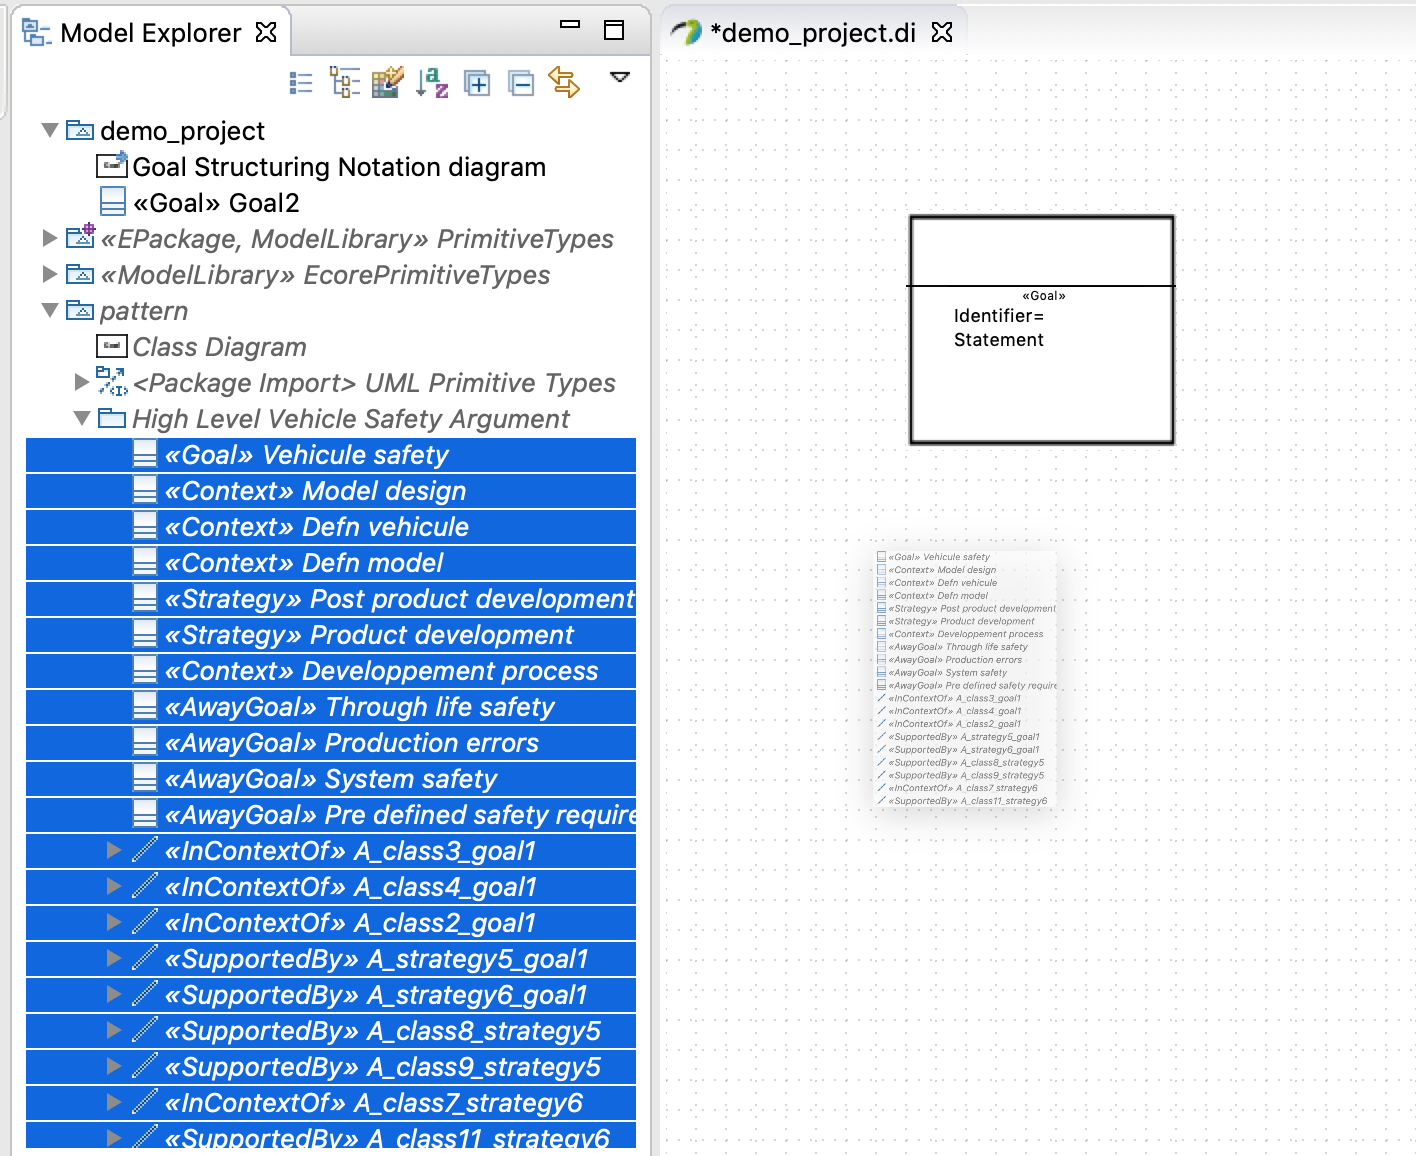 Model Explorer
demo_project
Goal Structuring Notation diagram
«Goal» Goal2
«EPackage, ModelLibrary» PrimitiveTypes
«ModelLibrary» EcorePrimitiveTypes
pattern
Class Diagram
<Package Import> UML Primitive Types
High Level Vehicle Safety Argument
«Goal» Vehicule safety
«Context» Model design
«Context» Defn vehicule
«Context» Defn model
«Strategy» Post product development
«Strategy» Product development
«Context» Developpement process
«AwayGoal» Through life safety
«AwayGoal» Production errors
«AwayGoal» System safety
«AwayGoal» Pre defined safety require
«InContextOf» A_class3_goal1
«InContextOf» A_class4_goal1
«InContextOf» A_class2_goal1
«SupportedBy» A_strategy5_goal1
«SupportedBy» A_strategy6_goal1
«SupportedBy» A_class8_strategy5
«SupportedBy» A_class9_strategy5
«InContextOf» A_class7_strategy6
«SupportedBy» A_class11_strategy6
*demo_project.di
«Goal»
Identifier=
Statement
«Goal» Vehicule safety
«Context» Model design
«Context» Defn vehicule
«Context» Defn model
«Strategy» Post product development
«Strategy» Product development
«Context» Developpement process
«AwayGoal» Through life safety
«AwayGoal» Production errors
«AwayGoal» System safety
«AwayGoal» Pre defined safety require
«InContextOf» A_class3_goal1
«InContextOf» A_class4_goal1
«InContextOf» A_class2_goal1
«SupportedBy» A_strategy5_goal1
«SupportedBy» A_strategy6_goal1
«SupportedBy» A_class8_strategy5
«SupportedBy» A_class9_strategy5
«InContextOf» A_class7_strategy6
«SupportedBy» A_class11_strategy6